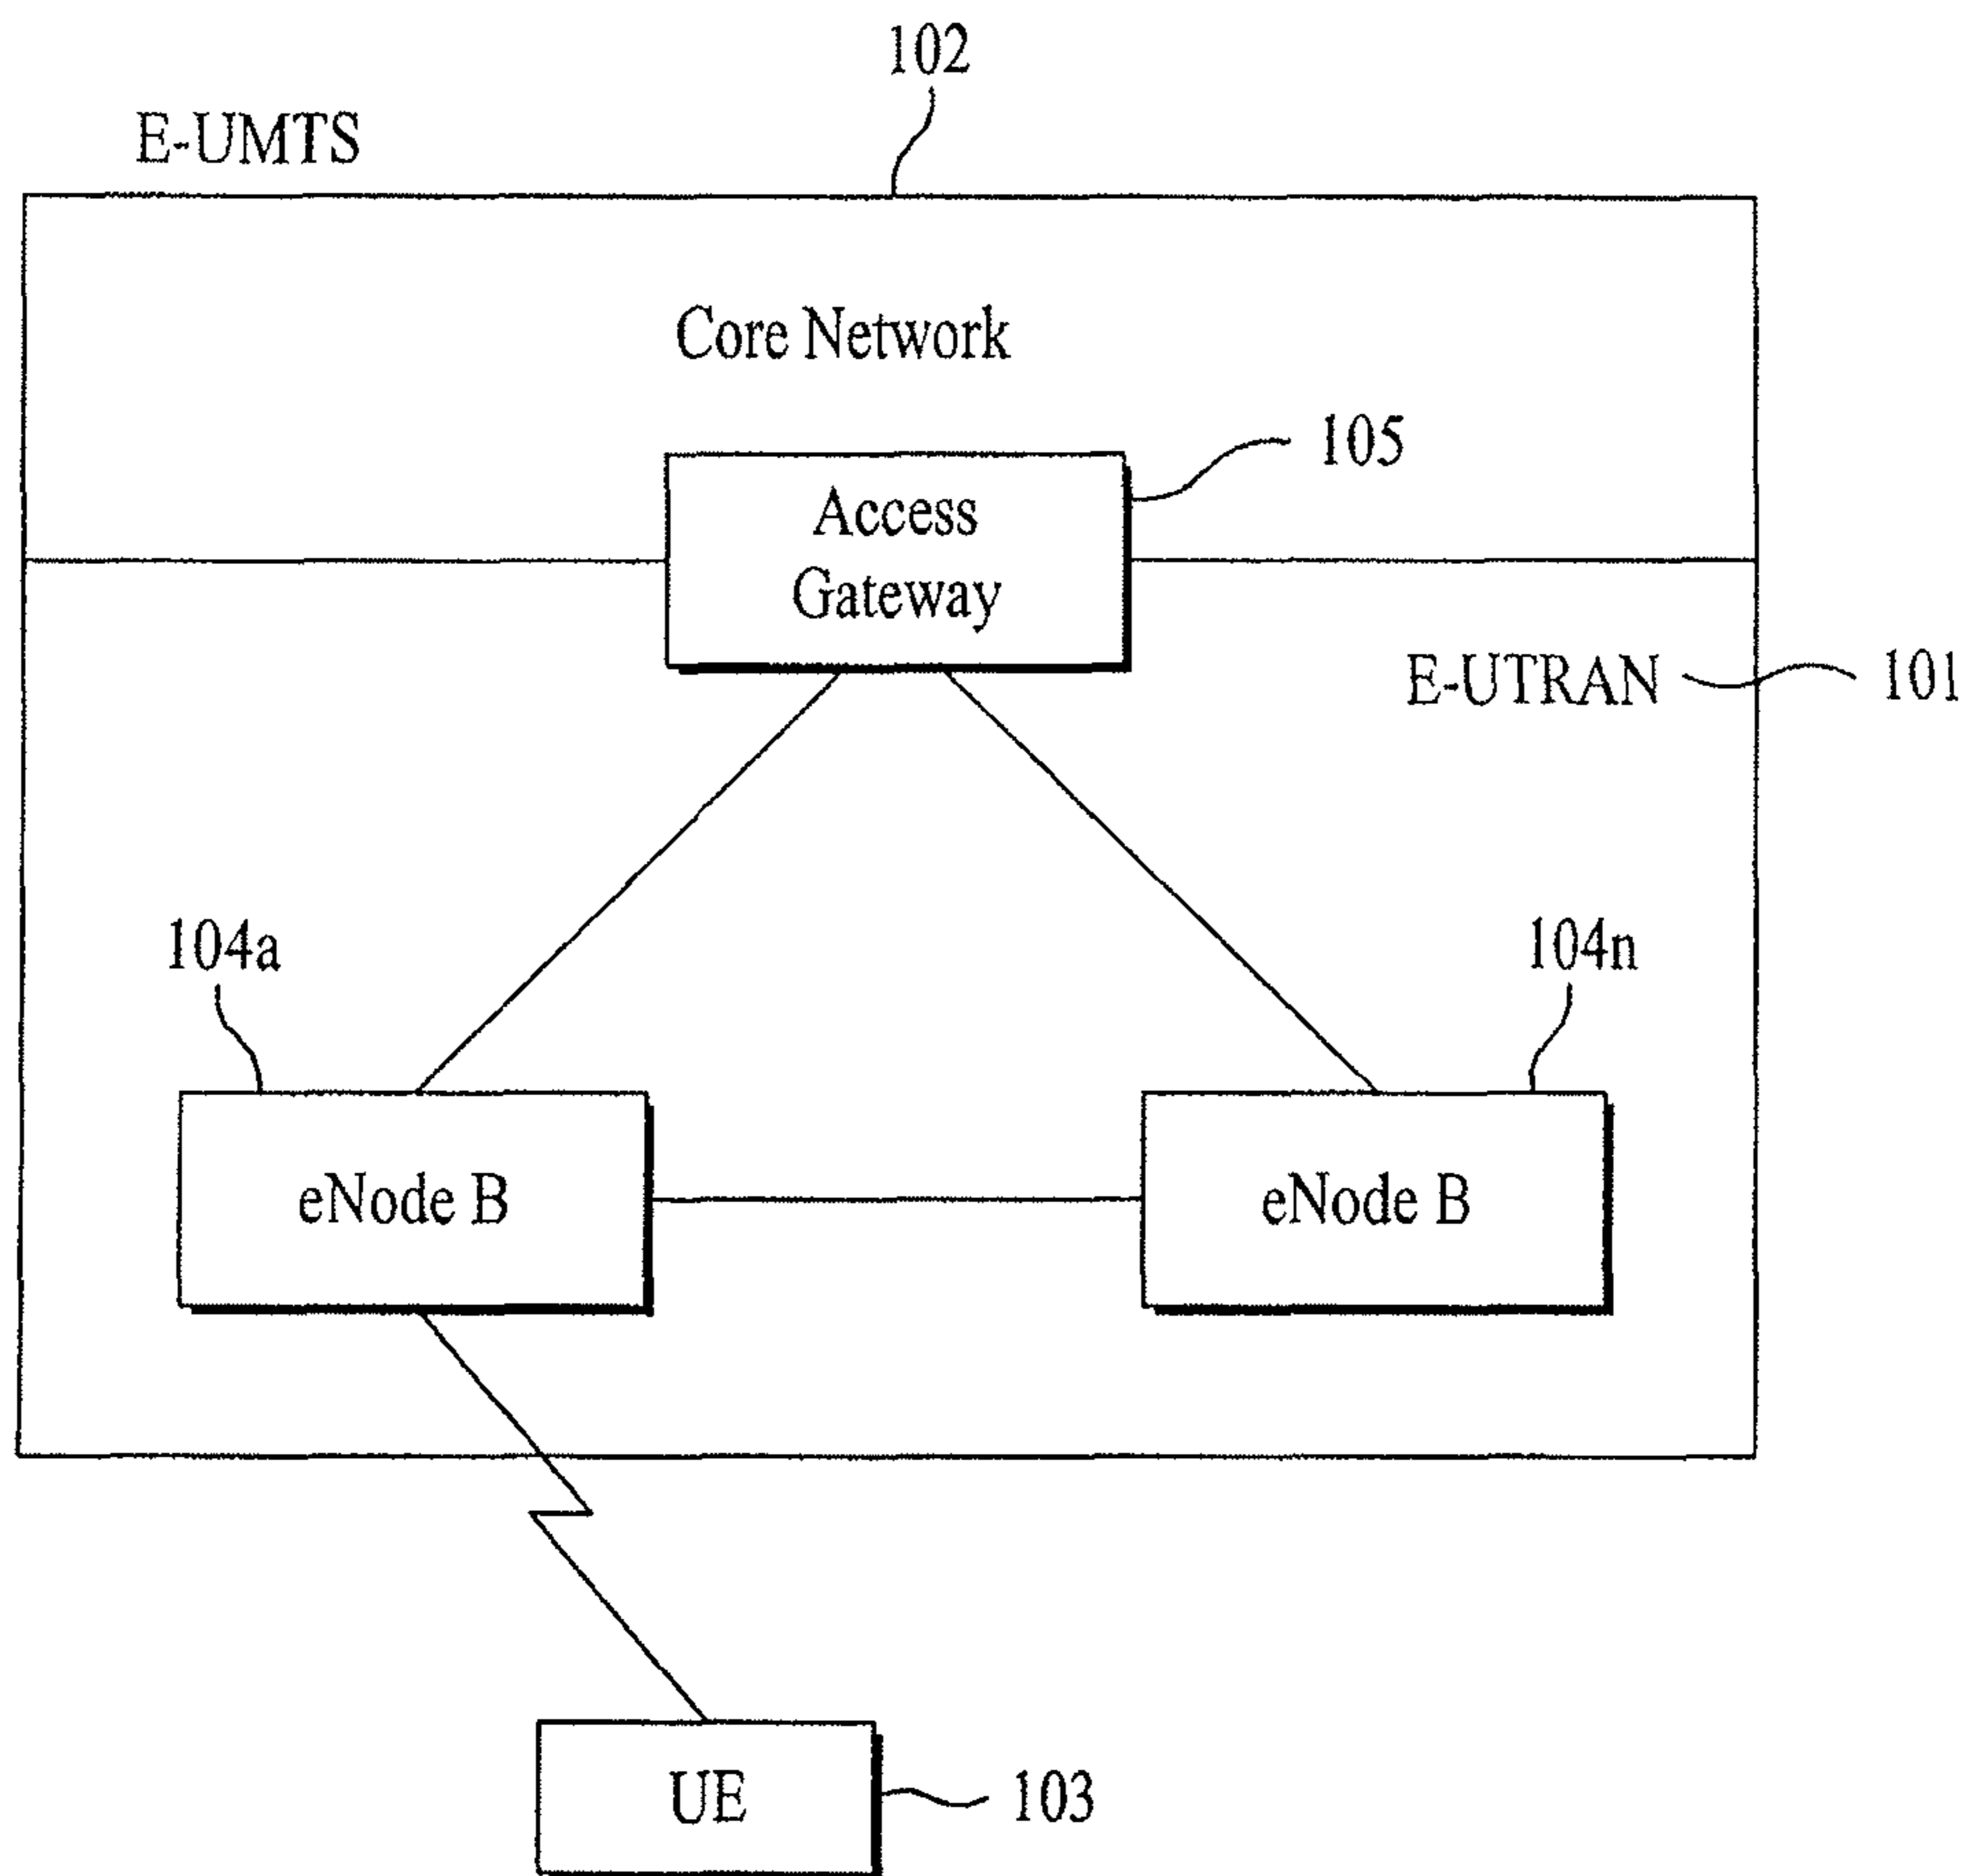 102
E-UMTS
Core Network
105
Access
Gateway
E-UTRAN
101
104a
104n
eNode B
eNode B
UE
103